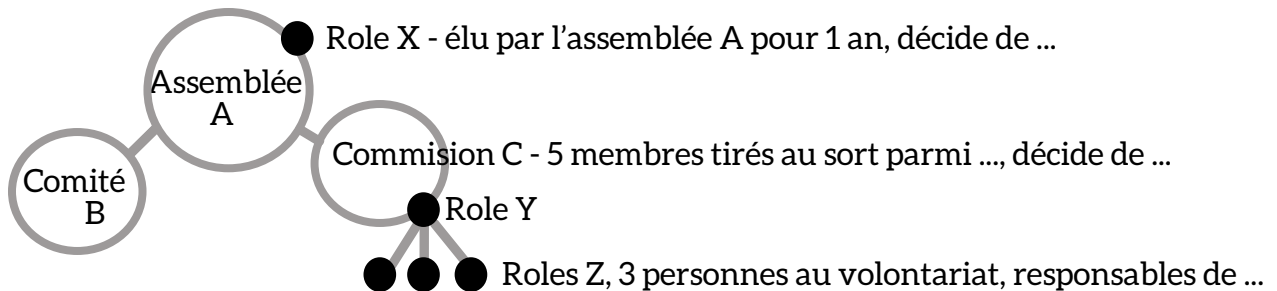 Role X - élu par l'assemblée A pour 1 an, décide de ...
Assemblée
A
Commision C - 5 membres tirés au sort parmi ..., décide de ...
Comité
B
Role Y
Roles Z, 3 personnes au volontariat, responsables de ...